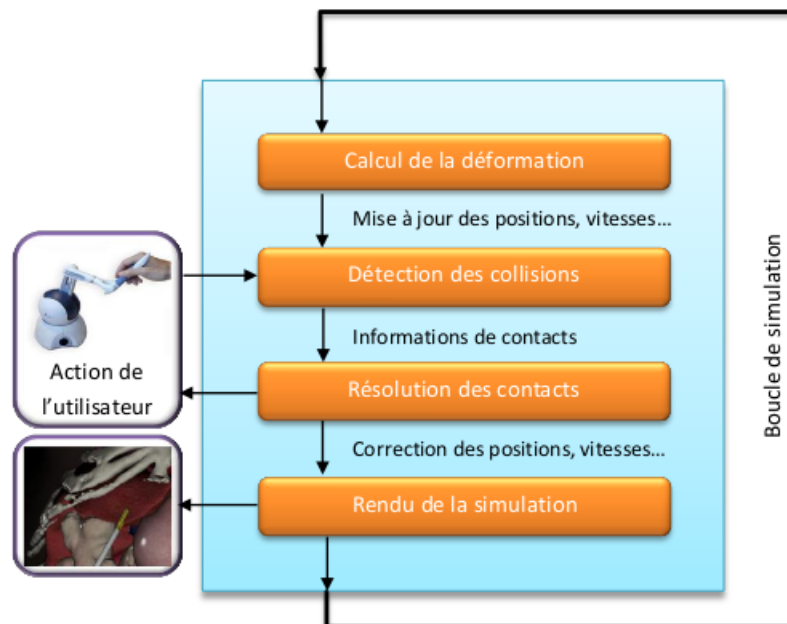 Calcul de la déformation
Mise à jour des positions, vitesses...
Détection des collisions
Informations de contacts
Action de
l'utilisateur
Résolution des contacts
Correction des positions, vitesses...
Rendu de la simulation
Boucle de simulation